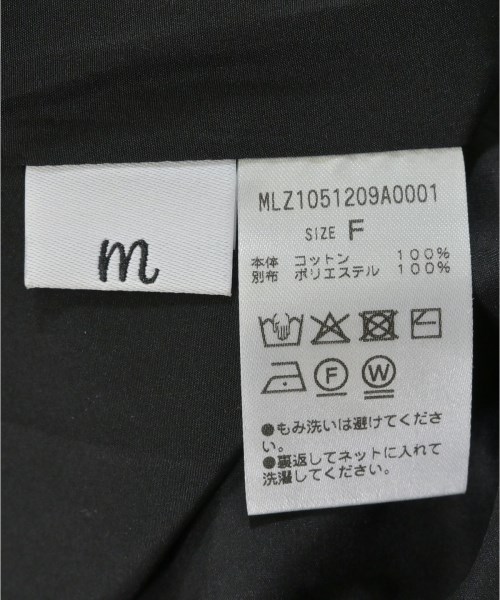 m
MLZ1051209A0001
SIZE F
本体 コットン 100%
別布 ポリエステル 100%
F W
●もみ洗いは避けてくださ
い。
●裏返してネットに入れて
洗濯してください。